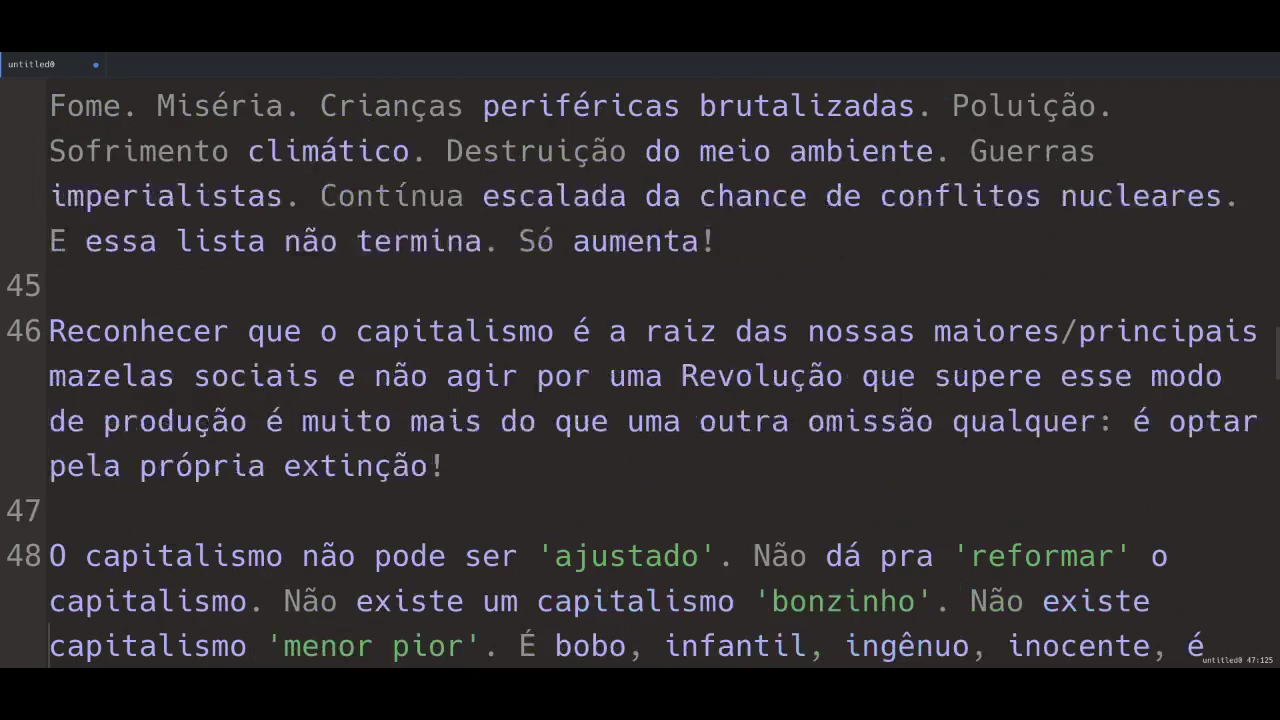 untitled0
Fome. Miséria. Crianças periféricas brutalizadas. Poluição.
Sofrimento climático. Destruição do meio ambiente. Guerras
imperialistas. Contínua escalada da chance de conflitos nucleares.
E essa lista não termina. Só aumenta!
45
46 Reconhecer que o capitalismo é a raiz das nossas maiores/principais
mazelas sociais e não agir por uma Revolução que supere esse modo
de produção é muito mais do que uma outra omissão qualquer: é optar
pela própria extinção!
47
48 O capitalismo não pode ser 'ajustado'. Não dá pra 'reformar' o
capitalismo. Não existe um capitalismo 'bonzinho'. Não existe
capitalismo 'menor pior'. É bobo, infantil, ingênuo, inocente, é
untitled0 47:125